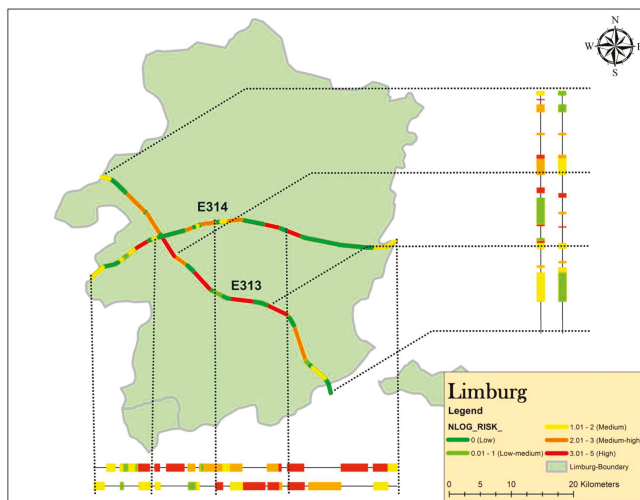 N
W E
S
E314
E313
Limburg
Legend
NLOG_RISK_
0 (Low)
0.01 - 1 (Low-medium)
1.01 - 2 (Medium)
2.01 - 3 (Medium-high)
3.01 - 5 (High)
Limburg-Boundary
0 5 10 20 Kilometers